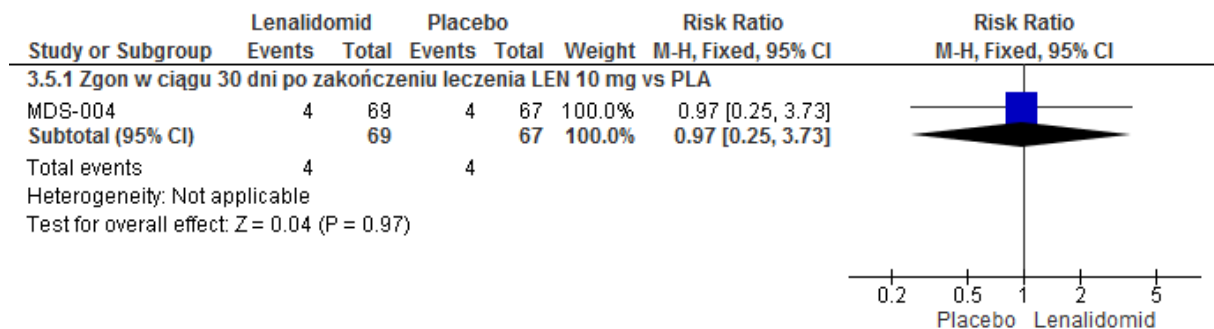 Lenalidomid Placebo Risk Ratio Risk Ratio
Study or Subgroup Events Total Events Total Weight M-H, Fixed, 95% CI M-H, Fixed, 95% CI
3.5.1 Zgon w ciągu 30 dni po zakończeniu leczenia LEN 10 mg vs PLA
MDS-004 4 69 4 67 100.0% 0.97 [0.25, 3.73]
Subtotal (95% CI) 69 67 100.0% 0.97 [0.25, 3.73]
Total events 4 4
Heterogeneity: Not applicable
Test for overall effect: Z = 0.04 (P = 0.97)
0.2 0.5 1 2 5
Placebo Lenalidomid